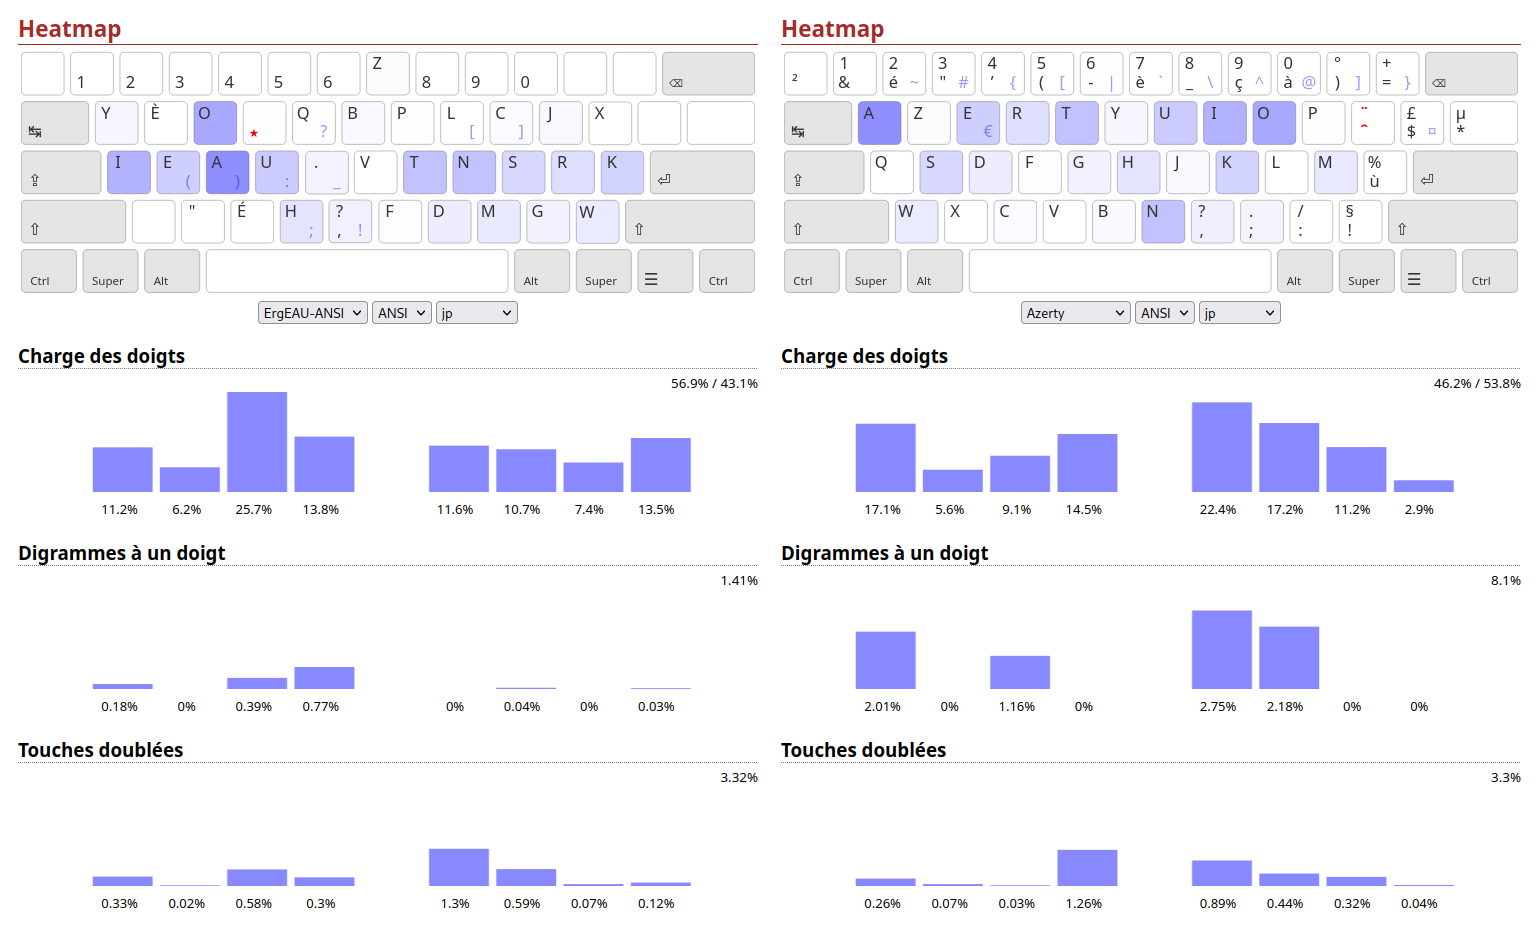 Heatmap
Z
1 2 3 4 5 6 8 9 0 ⌫
↹ Y È O ★ Q ? B P L [ C ] J X
⇪ I E ( A ) U : . _ V T N S R K ⏎
⇧ " É H ; ? , ! F D M G W ⇧
Ctrl Super Alt Alt Super ☰ Ctrl
ErgEAU-ANSI ANSI jp
Charge des doigts
56.9% / 43.1%
11.2% 6.2% 25.7% 13.8% 11.6% 10.7% 7.4% 13.5%
Digrammes à un doigt
1.41%
0.18% 0% 0.39% 0.77% 0% 0.04% 0% 0.03%
Touches doublées
3.32%
0.33% 0.02% 0.58% 0.3% 1.3% 0.59% 0.07% 0.12%
Heatmap
1 2 3 4 5 6 7 8 9 0 ° +
² & é ~ " # ’ { ( [ - | è ` _ \ ç ^ à @ ) ] = } ⌫
↹ A Z E € R T Y U I O P ¨ ^ £ $ ¤ µ *
⇪ Q S D F G H J K L M % ù ⏎
⇧ W X C V B N ? , . ; / : § ! ⇧
Ctrl Super Alt Alt Super ☰ Ctrl
Azerty ANSI jp
Charge des doigts
46.2% / 53.8%
17.1% 5.6% 9.1% 14.5% 22.4% 17.2% 11.2% 2.9%
Digrammes à un doigt
8.1%
2.01% 0% 1.16% 0% 2.75% 2.18% 0% 0%
Touches doublées
3.3%
0.26% 0.07% 0.03% 1.26% 0.89% 0.44% 0.32% 0.04%